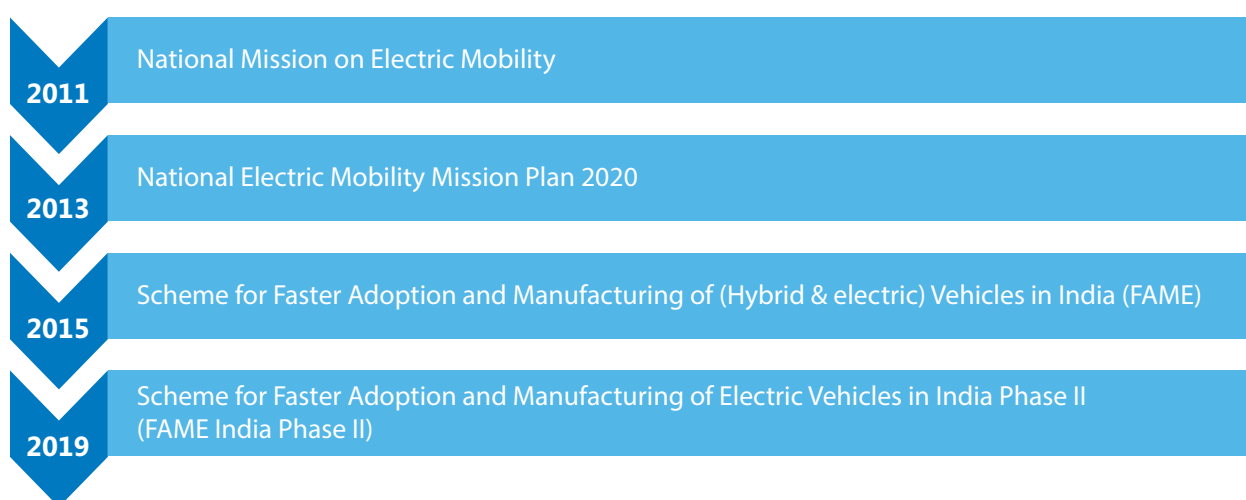 National Mission on Electric Mobility
2011
National Electric Mobility Mission Plan 2020
2013
Scheme for Faster Adoption and Manufacturing of (Hybrid & electric) Vehicles in India (FAME)
2015
Scheme for Faster Adoption and Manufacturing of Electric Vehicles in India Phase II
(FAME India Phase II)
2019